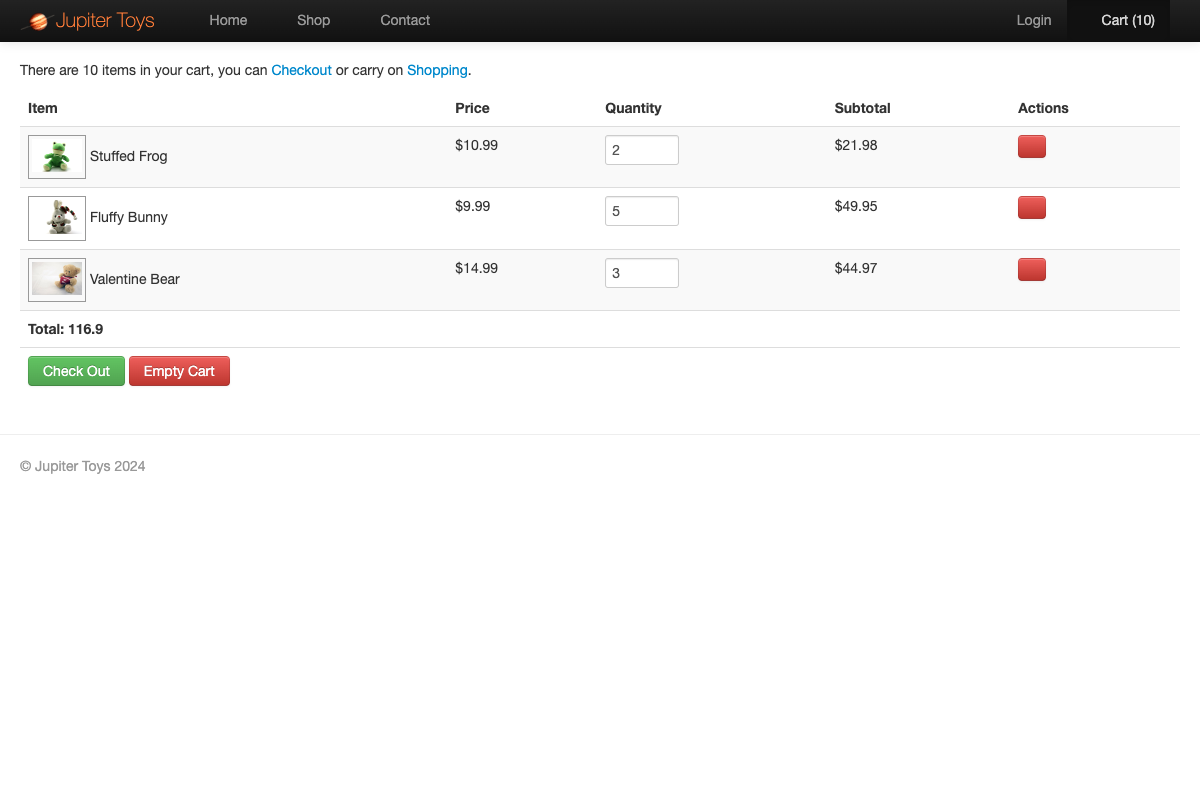 Jupiter Toys Home Shop Contact Login Cart (10)
There are 10 items in your cart, you can Checkout or carry on Shopping.
Item Price Quantity Subtotal Actions
Stuffed Frog $10.99 2 $21.98
Fluffy Bunny $9.99 5 $49.95
Valentine Bear $14.99 3 $44.97
Total: 116.9
Check Out Empty Cart
© Jupiter Toys 2024